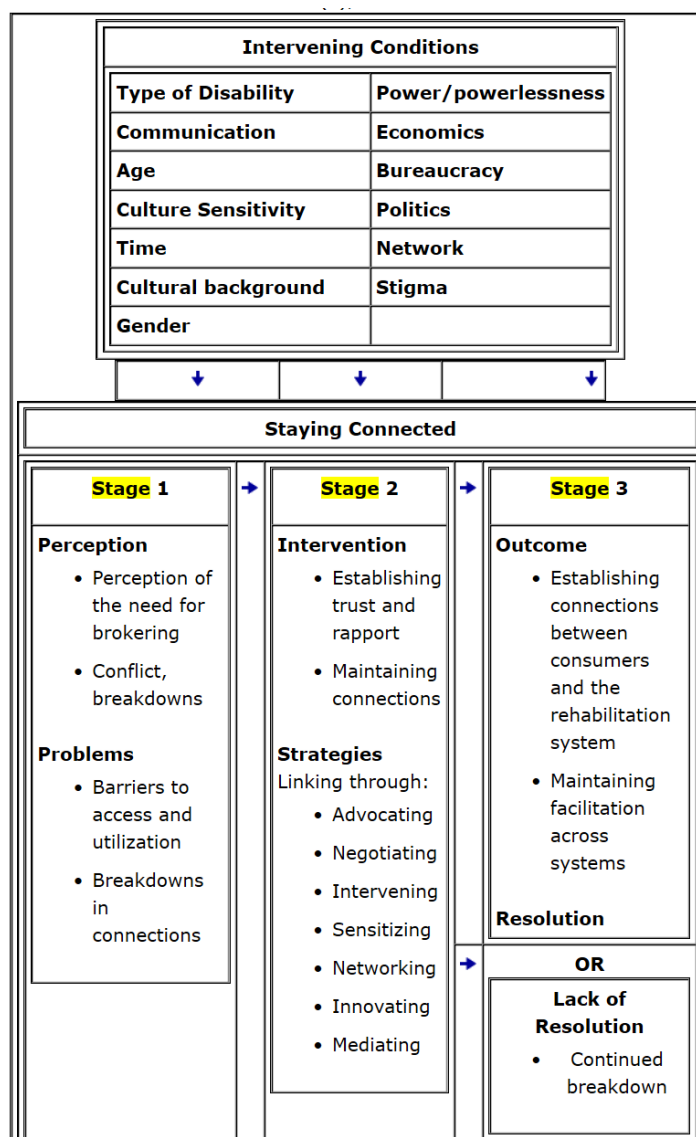 Intervening Conditions
Type of Disability
Power/powerlessness
Communication
Economics
Age
Bureaucracy
Culture Sensitivity
Politics
Time
Network
Cultural background
Stigma
Gender
Staying Connected
Stage 1
Perception
• Perception of
the need for
brokering
• Conflict,
breakdowns
Problems
• Barriers to
access and
utilization
• Breakdowns
in
connections
Stage 2
Intervention
• Establishing
trust and
rapport
• Maintaining
connections
Strategies
Linking through:
• Advocating
• Negotiating
• Intervening
• Sensitizing
• Networking
• Innovating
• Mediating
Stage 3
Outcome
• Establishing
connections
between
consumers
and the
rehabilitation
system
• Maintaining
facilitation
across
systems
Resolution
OR
Lack of
Resolution
• Continued
breakdown